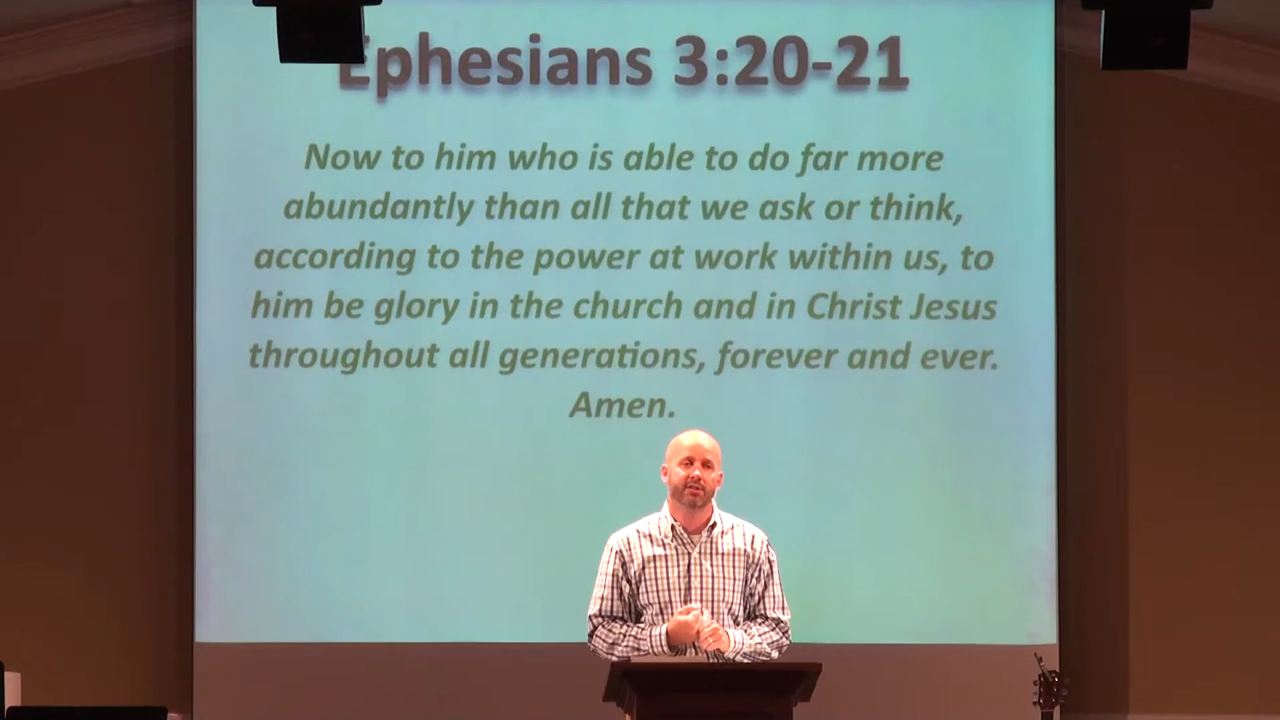 Ephesians 3:20-21
Now to him who is able to do far more
abundantly than all that we ask or think,
according to the power at work within us, to
him be glory in the church and in Christ Jesus
throughout all generations, forever and ever.
Amen.